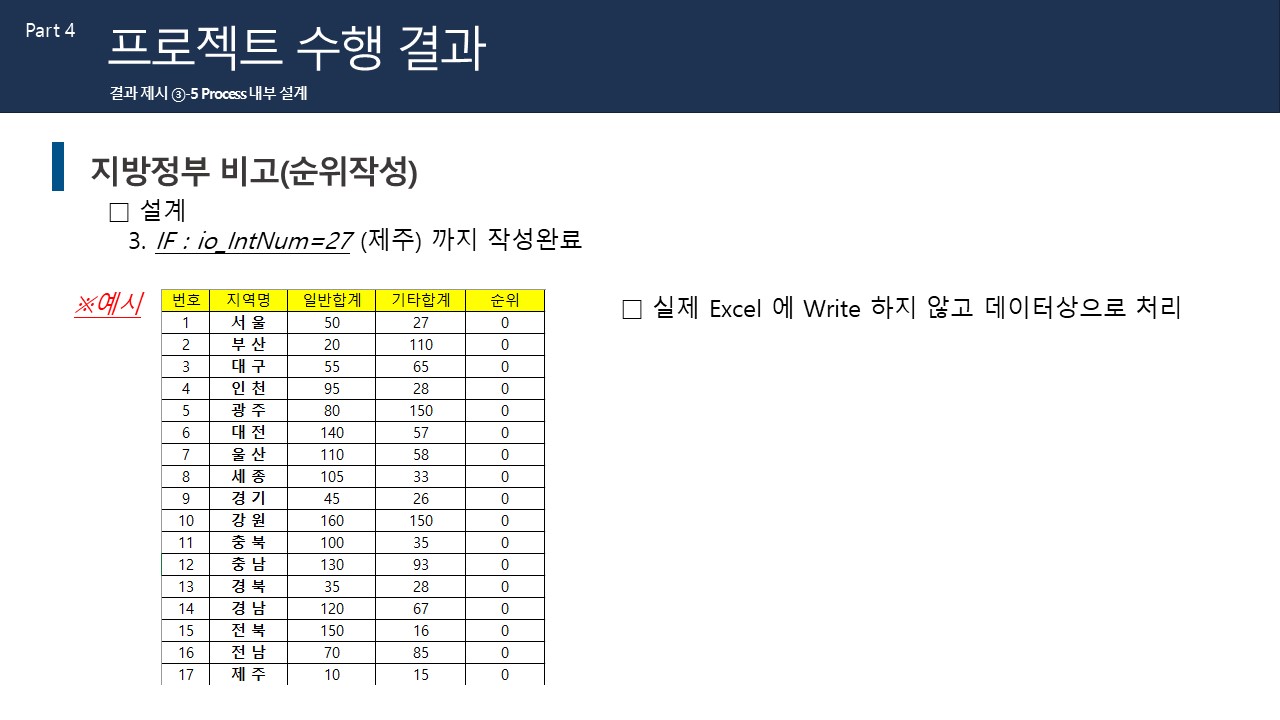 Part 4
프로젝트 수행 결과
결과 제시 ③-5 Process 내부 설계
지방정부 비고(순위작성)
□ 설계
3. IF : io_IntNum=27 (제주) 까지 작성완료
※예시
□ 실제 Excel 에 Write 하지 않고 데이터상으로 처리
번호 지역명 일반합계 기타합계 순위
1 서 울 50 27 0
2 부 산 20 110 0
3 대 구 55 65 0
4 인 천 95 28 0
5 광 주 80 150 0
6 대 전 140 57 0
7 울 산 110 58 0
8 세 종 105 33 0
9 경 기 45 26 0
10 강 원 160 150 0
11 충 북 100 35 0
12 충 남 130 93 0
13 경 북 35 28 0
14 경 남 120 67 0
15 전 북 150 16 0
16 전 남 70 85 0
17 제 주 10 15 0